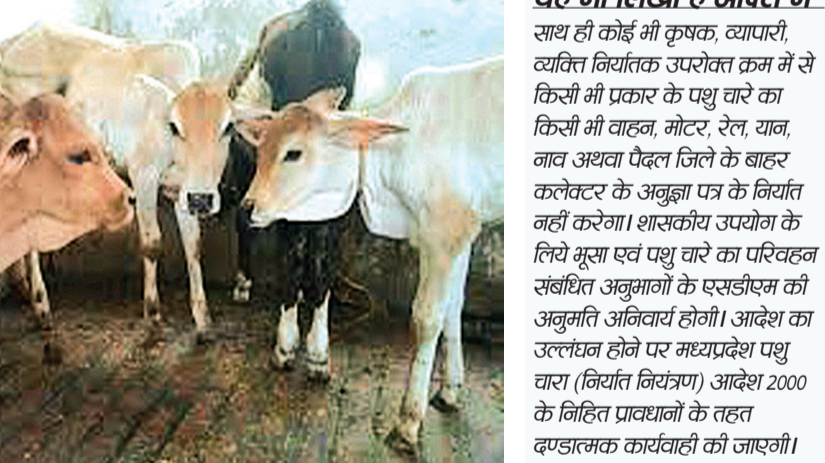 यह भी लिखा है आदेश में
साथ ही कोई भी कृषक, व्यापारी,
व्यक्ति निर्यातक उपरोक्त क्रम में से
किसी भी प्रकार के पशु चारे का
किसी भी वाहन, मोटर, रेल, यान,
नाव अथवा पैदल जिले के बाहर
कलेक्टर के अनुज्ञा पत्र के निर्यात
नहीं करेगा। शासकीय उपयोग के
लिये भूसा एवं पशु चारे का परिवहन
संबंधित अनुभागों के एसडीएम की
अनुमति अनिवार्य होगी। आदेश का
उल्लंघन होने पर मध्यप्रदेश पशु
चारा (निर्यात नियंत्रण) आदेश 2000
के निहित प्रावधानों के तहत
दण्डात्मक कार्यवाही की जाएगी।